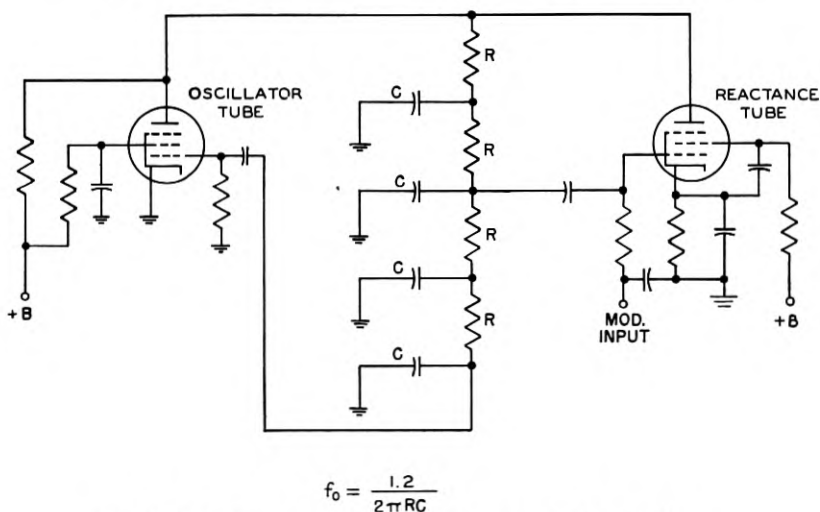 R
OSCILLATOR
TUBE
REACTANCE
TUBE
C
R
C
R
C
R
+B
MOD.
INPUT
+B
C
f₀ = 1.2 / 2πRC